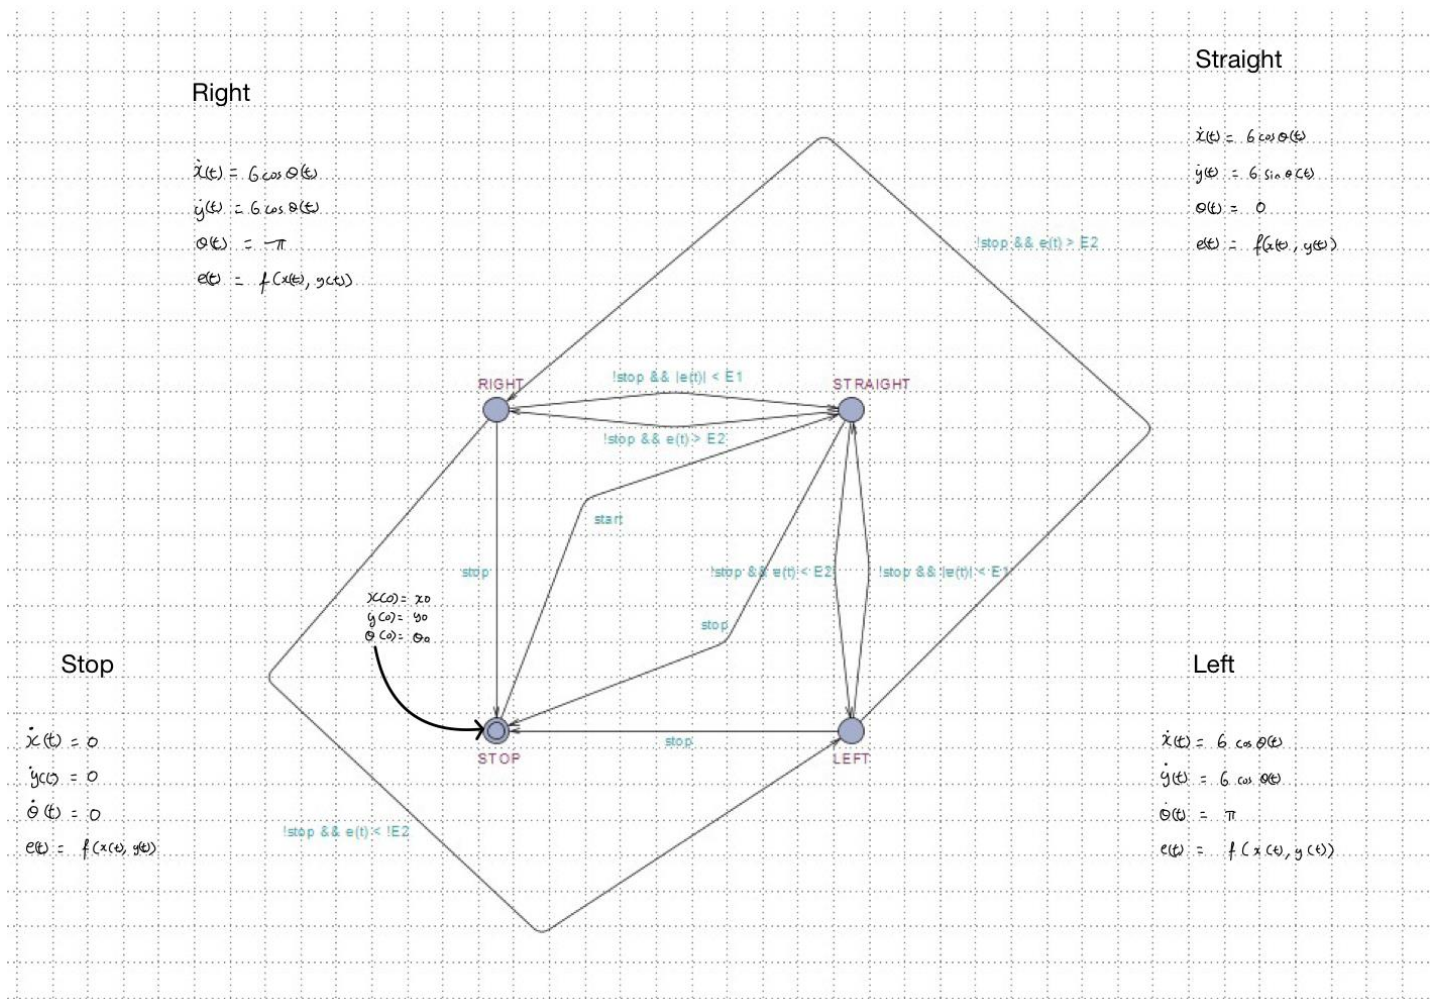 Straight
ẋ(t) = 6 cos θ(t)
ẏ(t) = 6 sin θ(t)
θ(t) = 0
e(t) = f(x(t), y(t))
Right
ẋ(t) = 6 cos θ(t)
ẏ(t) = 6 cos θ(t)
θ(t) = -π
e(t) = f(x(t), y(t))
!stop && e(t) > E2
RIGHT
!stop && |e(t)| < E1
STRAIGHT
!stop && e(t) > E2
start
stop
!stop && e(t) < E2
!stop && |e(t)| < E1
x(0) = x0
y(0) = y0
θ(0) = θ0
stop
Stop
ẋ(t) = 0
ẏ(t) = 0
θ̇(t) = 0
e(t) = f(x(t), y(t))
stop
STOP
LEFT
!stop && e(t) < !E2
Left
ẋ(t) = 6 cos θ(t)
ẏ(t) = 6 cos θ(t)
θ̇(t) = π
e(t) = f(x(t), y(t))